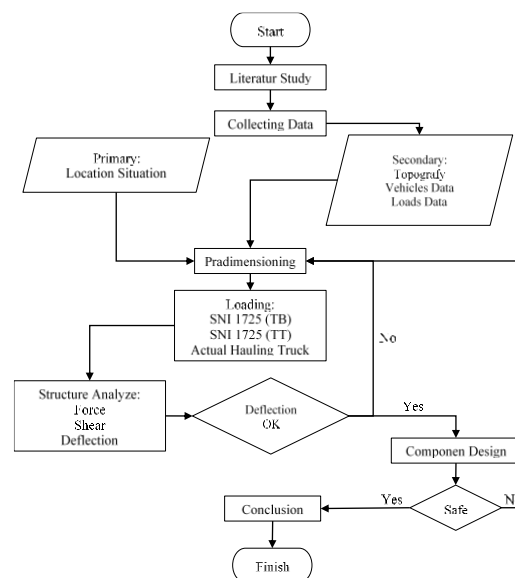 Start
Literatur Study
Collecting Data
Primary:
Location Situation
Secondary:
Topografy
Vehicles Data
Loads Data
Pradimensioning
Loading:
SNI 1725 (TB)
SNI 1725 (TT)
Actual Hauling Truck
No
Structure Analyze:
Force
Shear
Deflection
Deflection
OK
Yes
Componen Design
Safe
Yes
N
Conclusion
Finish